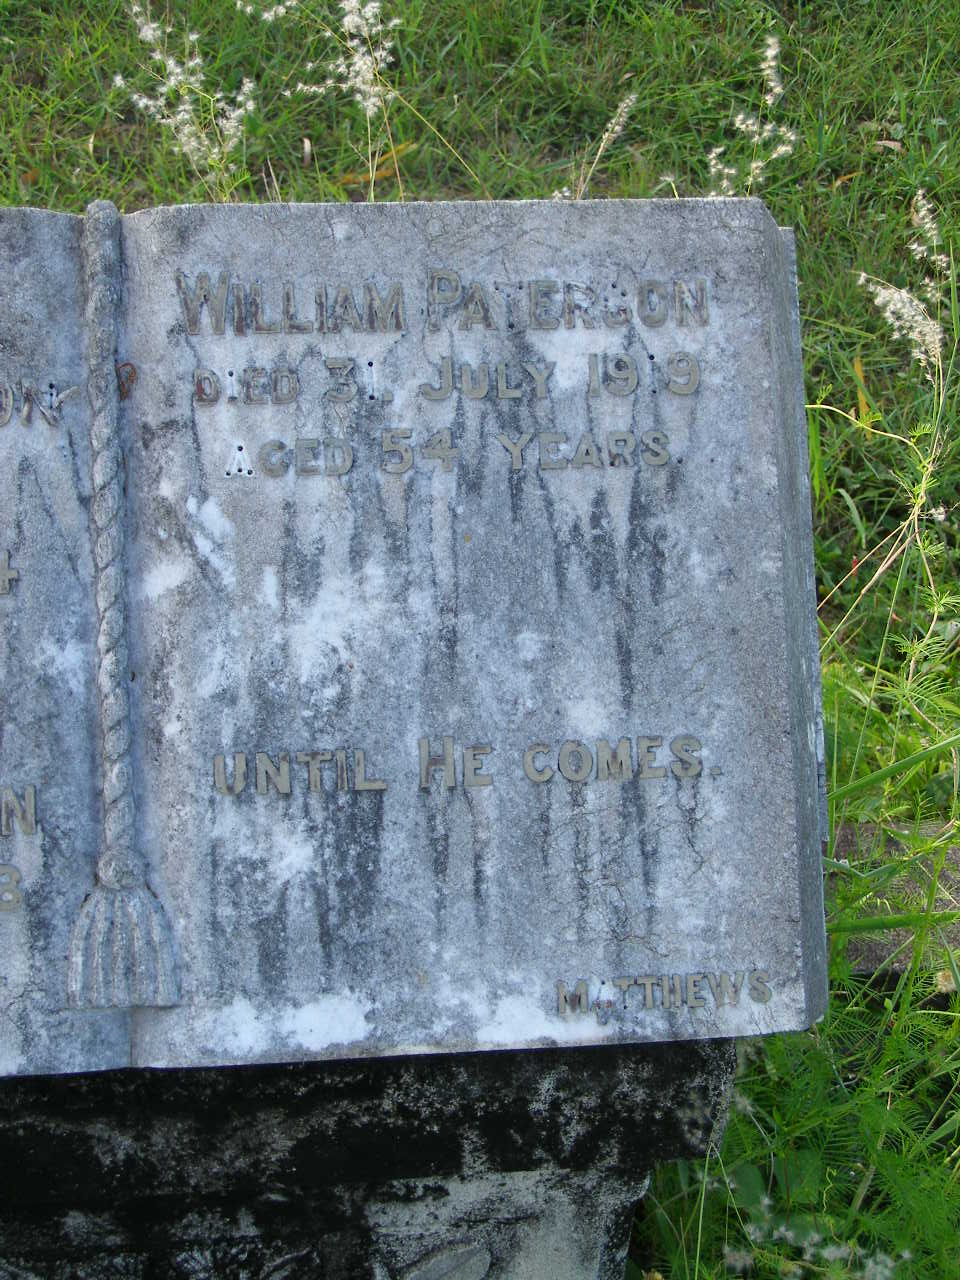 WILLIAM PATERSON
DIED 31 JULY 1919
AGED 54 YEARS.
UNTIL HE COMES.
MATTHEWS